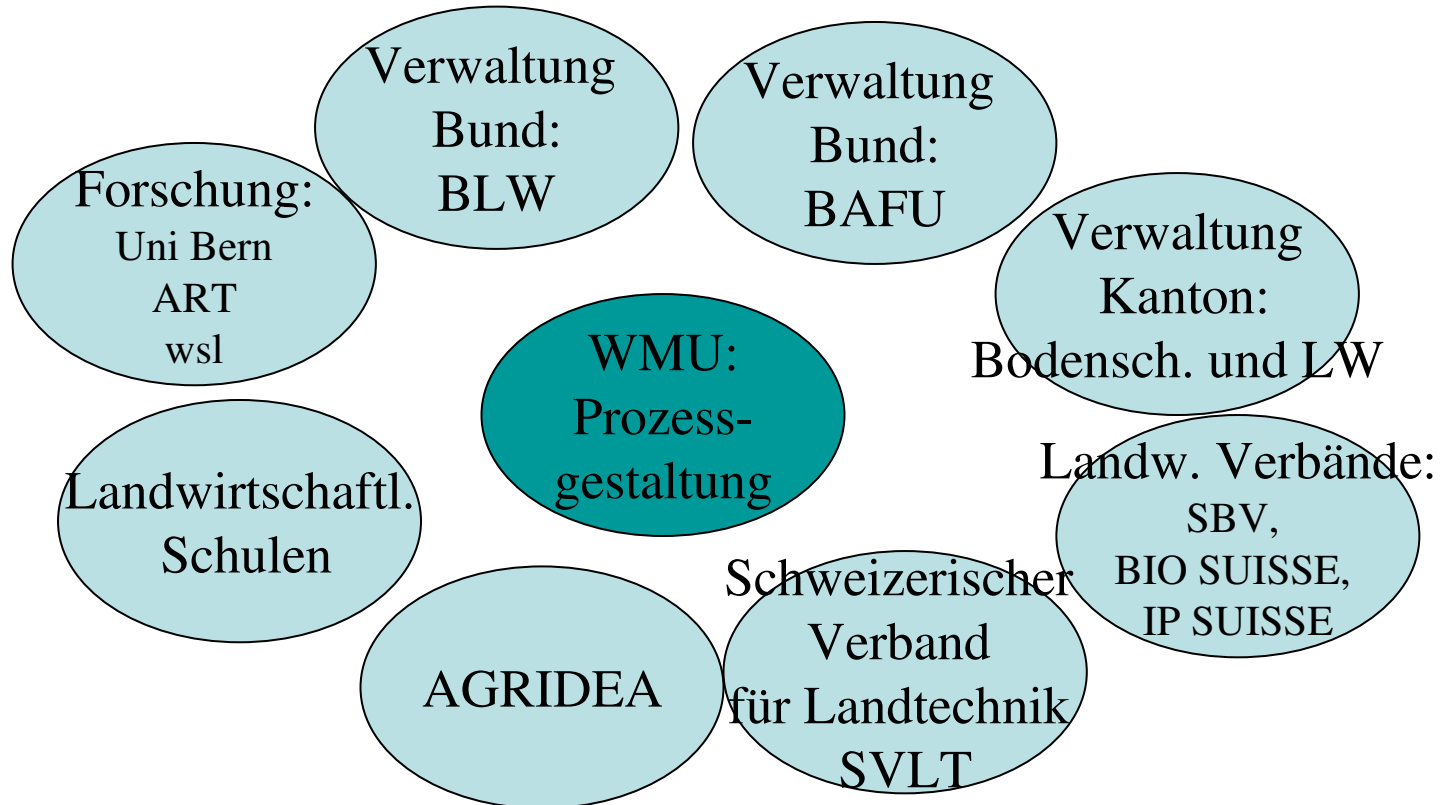 Verwaltung
Bund:
BLW
Verwaltung
Bund:
BAFU
Forschung:
Uni Bern
ART
wsl
Verwaltung
Kanton:
Bodensch. und LW
WMU:
Prozess-
gestaltung
Landwirtschaftl.
Schulen
Landw. Verbände:
SBV,
BIO SUISSE,
IP SUISSE
AGRIDEA
Schweizerischer
Verband
für Landtechnik
SVLT